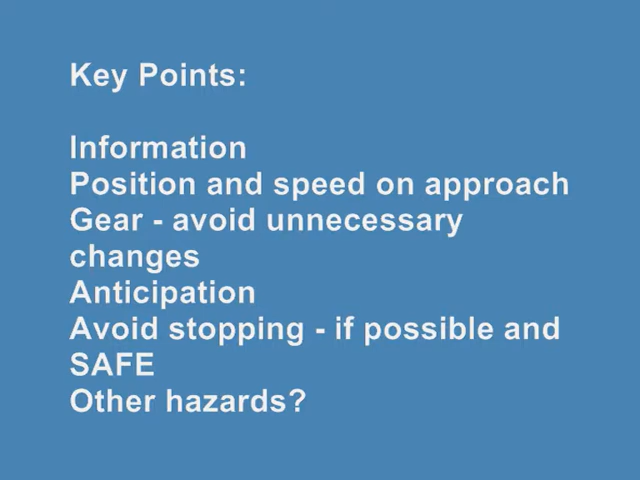 Key Points:
Information
Position and speed on approach
Gear - avoid unnecessary
changes
Anticipation
Avoid stopping - if possible and
SAFE
Other hazards?